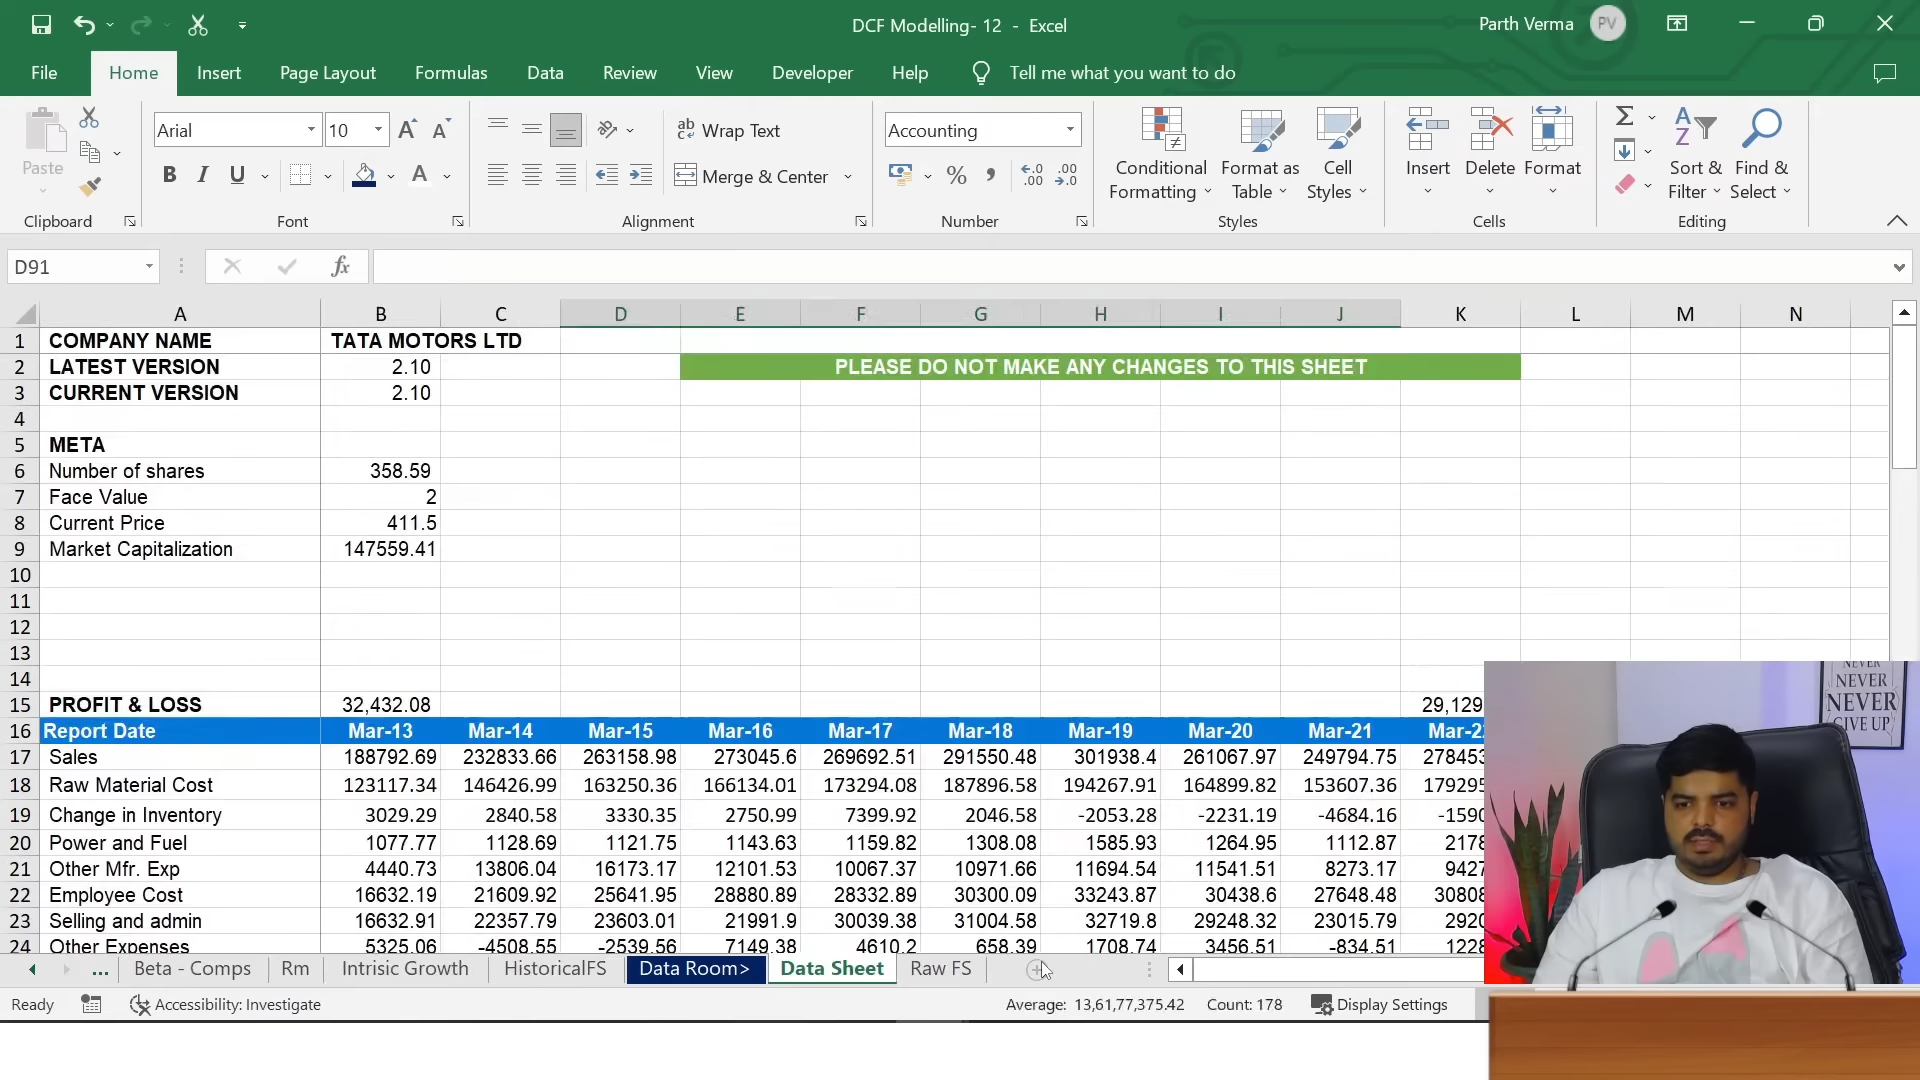 DCF Modelling- 12 - Excel
Parth Verma PV
File Home Insert Page Layout Formulas Data Review View Developer Help Tell me what you want to do
Arial 10
ab Wrap Text
Accounting
Paste
B I U A
Merge & Center
% , .00 .00
Conditional Formatting
Format as Table
Cell Styles
Insert Delete Format
Sort & Filter
Find & Select
Clipboard Font Alignment Number Styles Cells Editing
D91 fx
A B C D E F G H I J K L M N
1 COMPANY NAME TATA MOTORS LTD
2 LATEST VERSION 2.10 PLEASE DO NOT MAKE ANY CHANGES TO THIS SHEET
3 CURRENT VERSION 2.10
4
5 META
6 Number of shares 358.59
7 Face Value 2
8 Current Price 411.5
9 Market Capitalization 147559.41
10
11
12
13
14
15 PROFIT & LOSS 32,432.08 29,129
16 Report Date Mar-13 Mar-14 Mar-15 Mar-16 Mar-17 Mar-18 Mar-19 Mar-20 Mar-21 Mar-2
17 Sales 188792.69 232833.66 263158.98 273045.6 269692.51 291550.48 301938.4 261067.97 249794.75 278453
18 Raw Material Cost 123117.34 146426.99 163250.36 166134.01 173294.08 187896.58 194267.91 164899.82 153607.36 179295
19 Change in Inventory 3029.29 2840.58 3330.35 2750.99 7399.92 2046.58 -2053.28 -2231.19 -4684.16 -1590
20 Power and Fuel 1077.77 1128.69 1121.75 1143.63 1159.82 1308.08 1585.93 1264.95 1112.87 2178
21 Other Mfr. Exp 4440.73 13806.04 16173.17 12101.53 10067.37 10971.66 11694.54 11541.51 8273.17 9427
22 Employee Cost 16632.19 21609.92 25641.95 28880.89 28332.89 30300.09 33243.87 30438.6 27648.48 30808
23 Selling and admin 16632.91 22357.79 23603.01 21991.9 30039.38 31004.58 32719.8 29248.32 23015.79 2920
24 Other Expenses 5325.06 -4508.55 -2539.56 7149.38 4610.2 658.39 1708.74 3456.51 -834.51 1228
NEVER
NEVER
NEVER
GIVE UP
... Beta - Comps Rm Intrisic Growth HistoricalFS Data Room> Data Sheet Raw FS
Ready Accessibility: Investigate Average: 13,61,77,375.42 Count: 178 Display Settings